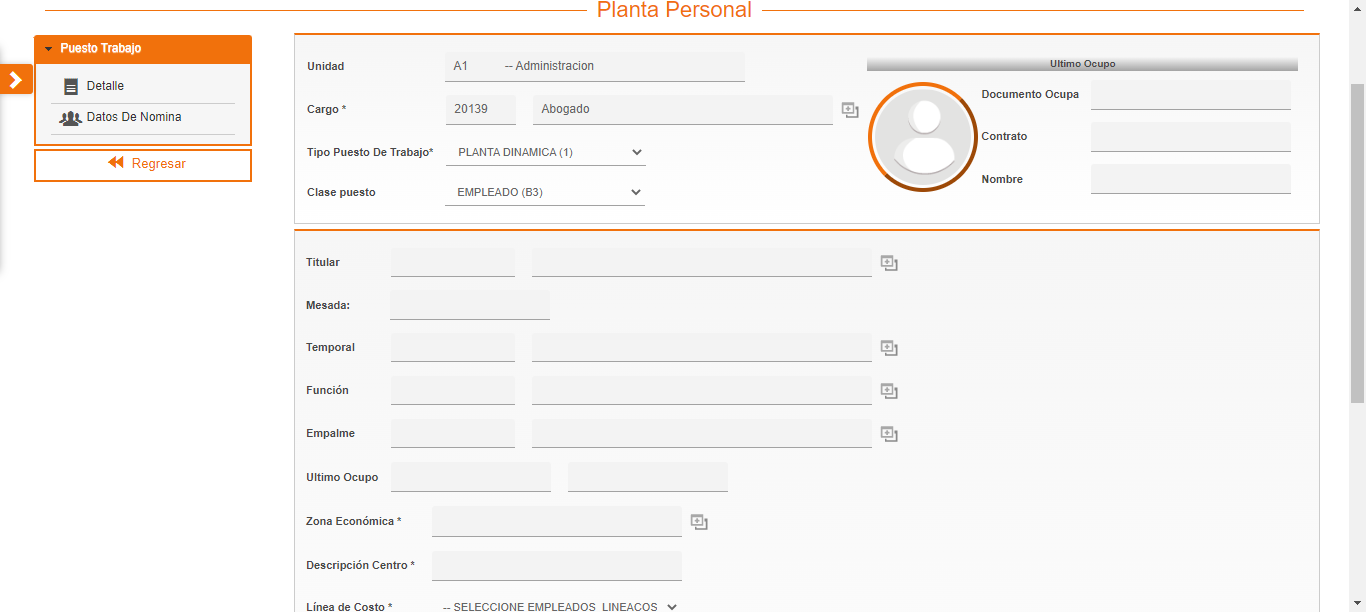 Planta Personal
Puesto Trabajo
Detalle
Datos De Nomina
Regresar
Unidad A1 -- Administracion
Cargo * 20139 Abogado
Tipo Puesto De Trabajo* PLANTA DINAMICA (1)
Clase puesto EMPLEADO (B3)
Ultimo Ocupo
Documento Ocupa
Contrato
Nombre
Titular
Mesada:
Temporal
Función
Empalme
Ultimo Ocupo
Zona Económica *
Descripción Centro *
Línea de Costo * -- SELECCIONE EMPLEADOS_LINEACOS